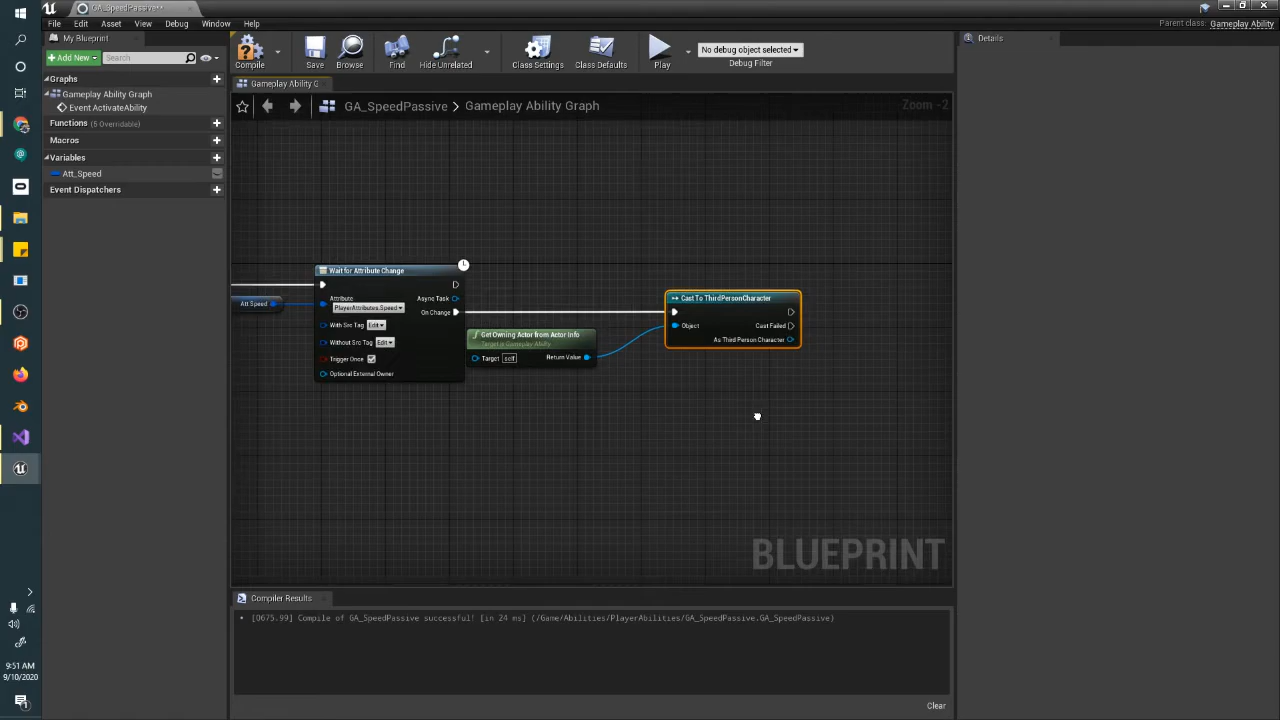 GA_SpeedPassive**
File Edit Asset View Debug Window Help
Parent class: Gameplay Ability
My Blueprint
Add New
Search
Graphs
Gameplay Ability Graph
Event ActivateAbility
Functions (5 Overridable)
Macros
Variables
Att_Speed
Event Dispatchers
Compile
Save
Browse
Find
Hide Unrelated
Class Settings
Class Defaults
Play
No debug object selected
Debug Filter
Gameplay Ability G
GA_SpeedPassive > Gameplay Ability Graph
Zoom -2
Att Speed
Wait for Attribute Change
Attribute
PlayerAttributes.Speed
Async Task
On Change
With Src Tag Edit
Without Src Tag Edit
Trigger Once
Optional External Owner
Get Owning Actor from Actor Info
Target is Gameplay Ability
Target self
Return Value
Cast To ThirdPersonCharacter
Object
Cast Failed
As Third Person Character
BLUEPRINT
Compiler Results
[0675.99] Compile of GA_SpeedPassive successful! [in 24 ms] (/Game/Abilities/PlayerAbilities/GA_SpeedPassive.GA_SpeedPassive)
Clear
Details
9:51 AM
9/10/2020